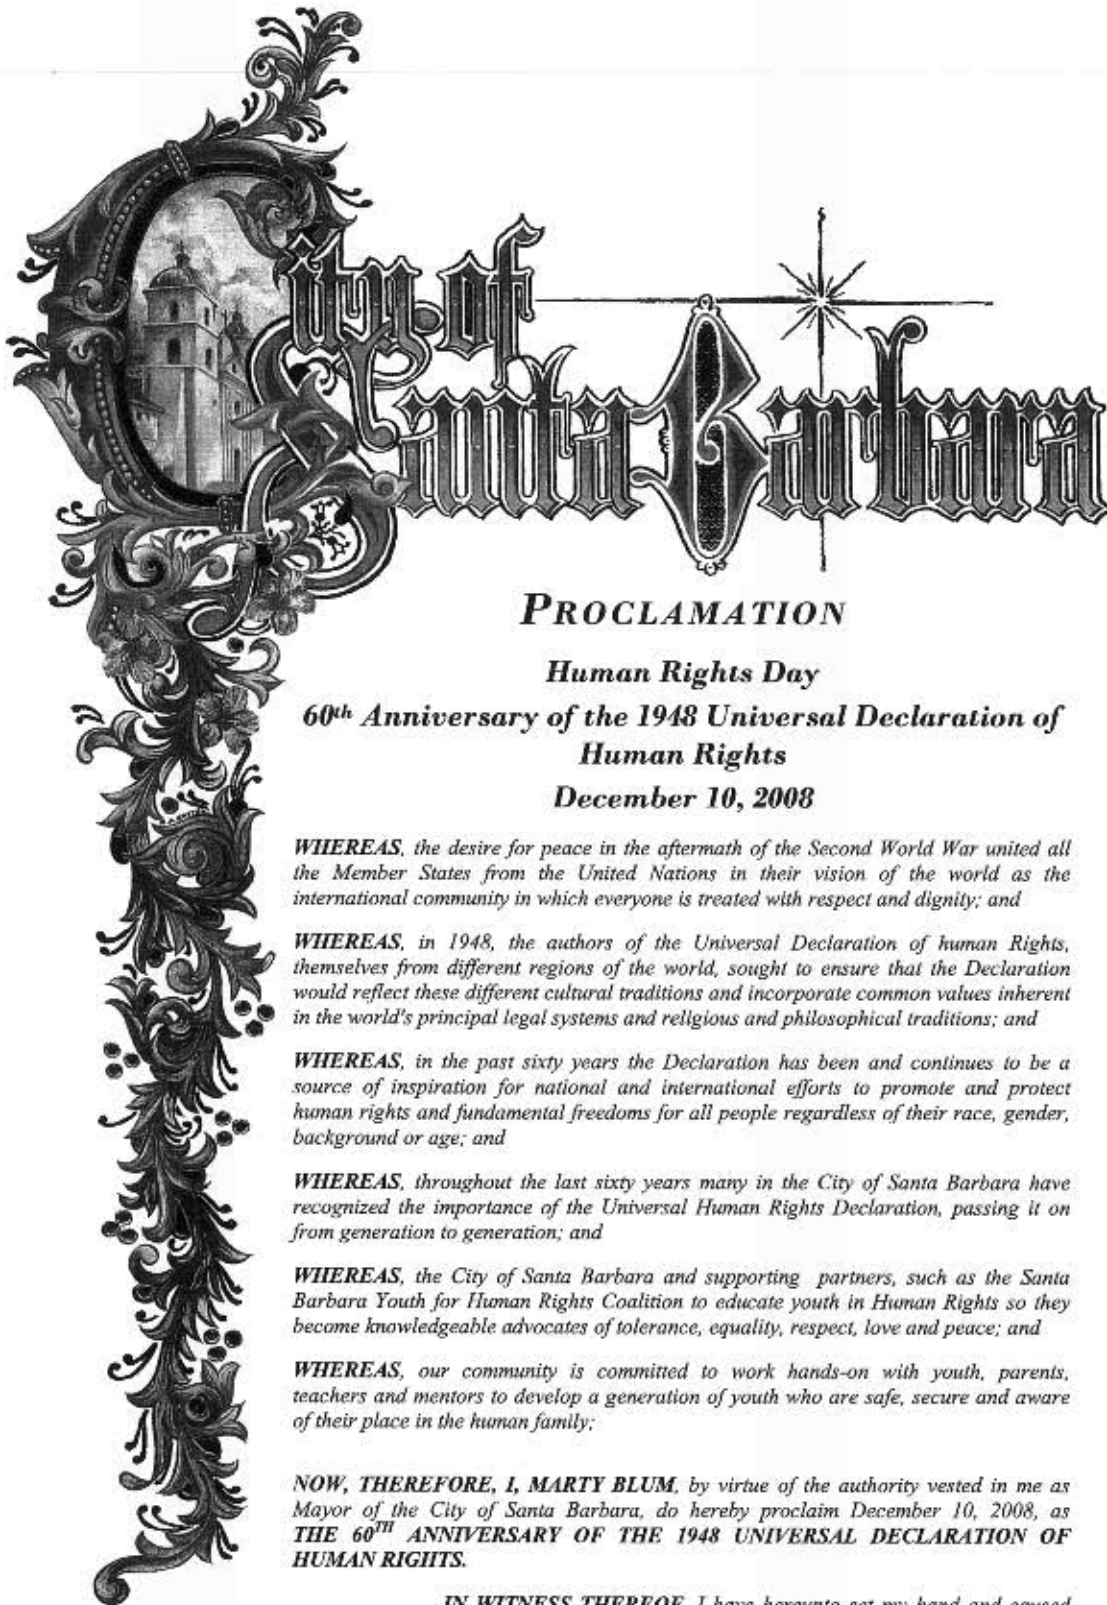 City of
Santa Barbara
PROCLAMATION
Human Rights Day
60th Anniversary of the 1948 Universal Declaration of
Human Rights
December 10, 2008
WHEREAS, the desire for peace in the aftermath of the Second World War united all
the Member States from the United Nations in their vision of the world as the
international community in which everyone is treated with respect and dignity; and
WHEREAS, in 1948, the authors of the Universal Declaration of human Rights,
themselves from different regions of the world, sought to ensure that the Declaration
would reflect these different cultural traditions and incorporate common values inherent
in the world's principal legal systems and religious and philosophical traditions; and
WHEREAS, in the past sixty years the Declaration has been and continues to be a
source of inspiration for national and international efforts to promote and protect
human rights and fundamental freedoms for all people regardless of their race, gender,
background or age; and
WHEREAS, throughout the last sixty years many in the City of Santa Barbara have
recognized the importance of the Universal Human Rights Declaration, passing it on
from generation to generation; and
WHEREAS, the City of Santa Barbara and supporting partners, such as the Santa
Barbara Youth for Human Rights Coalition to educate youth in Human Rights so they
become knowledgeable advocates of tolerance, equality, respect, love and peace; and
WHEREAS, our community is committed to work hands-on with youth, parents,
teachers and mentors to develop a generation of youth who are safe, secure and aware
of their place in the human family;
NOW, THEREFORE, I, MARTY BLUM, by virtue of the authority vested in me as
Mayor of the City of Santa Barbara, do hereby proclaim December 10, 2008, as
THE 60TH ANNIVERSARY OF THE 1948 UNIVERSAL DECLARATION OF
HUMAN RIGHTS.
IN WITNESS THEREOF, I have hereunto set my hand and caused